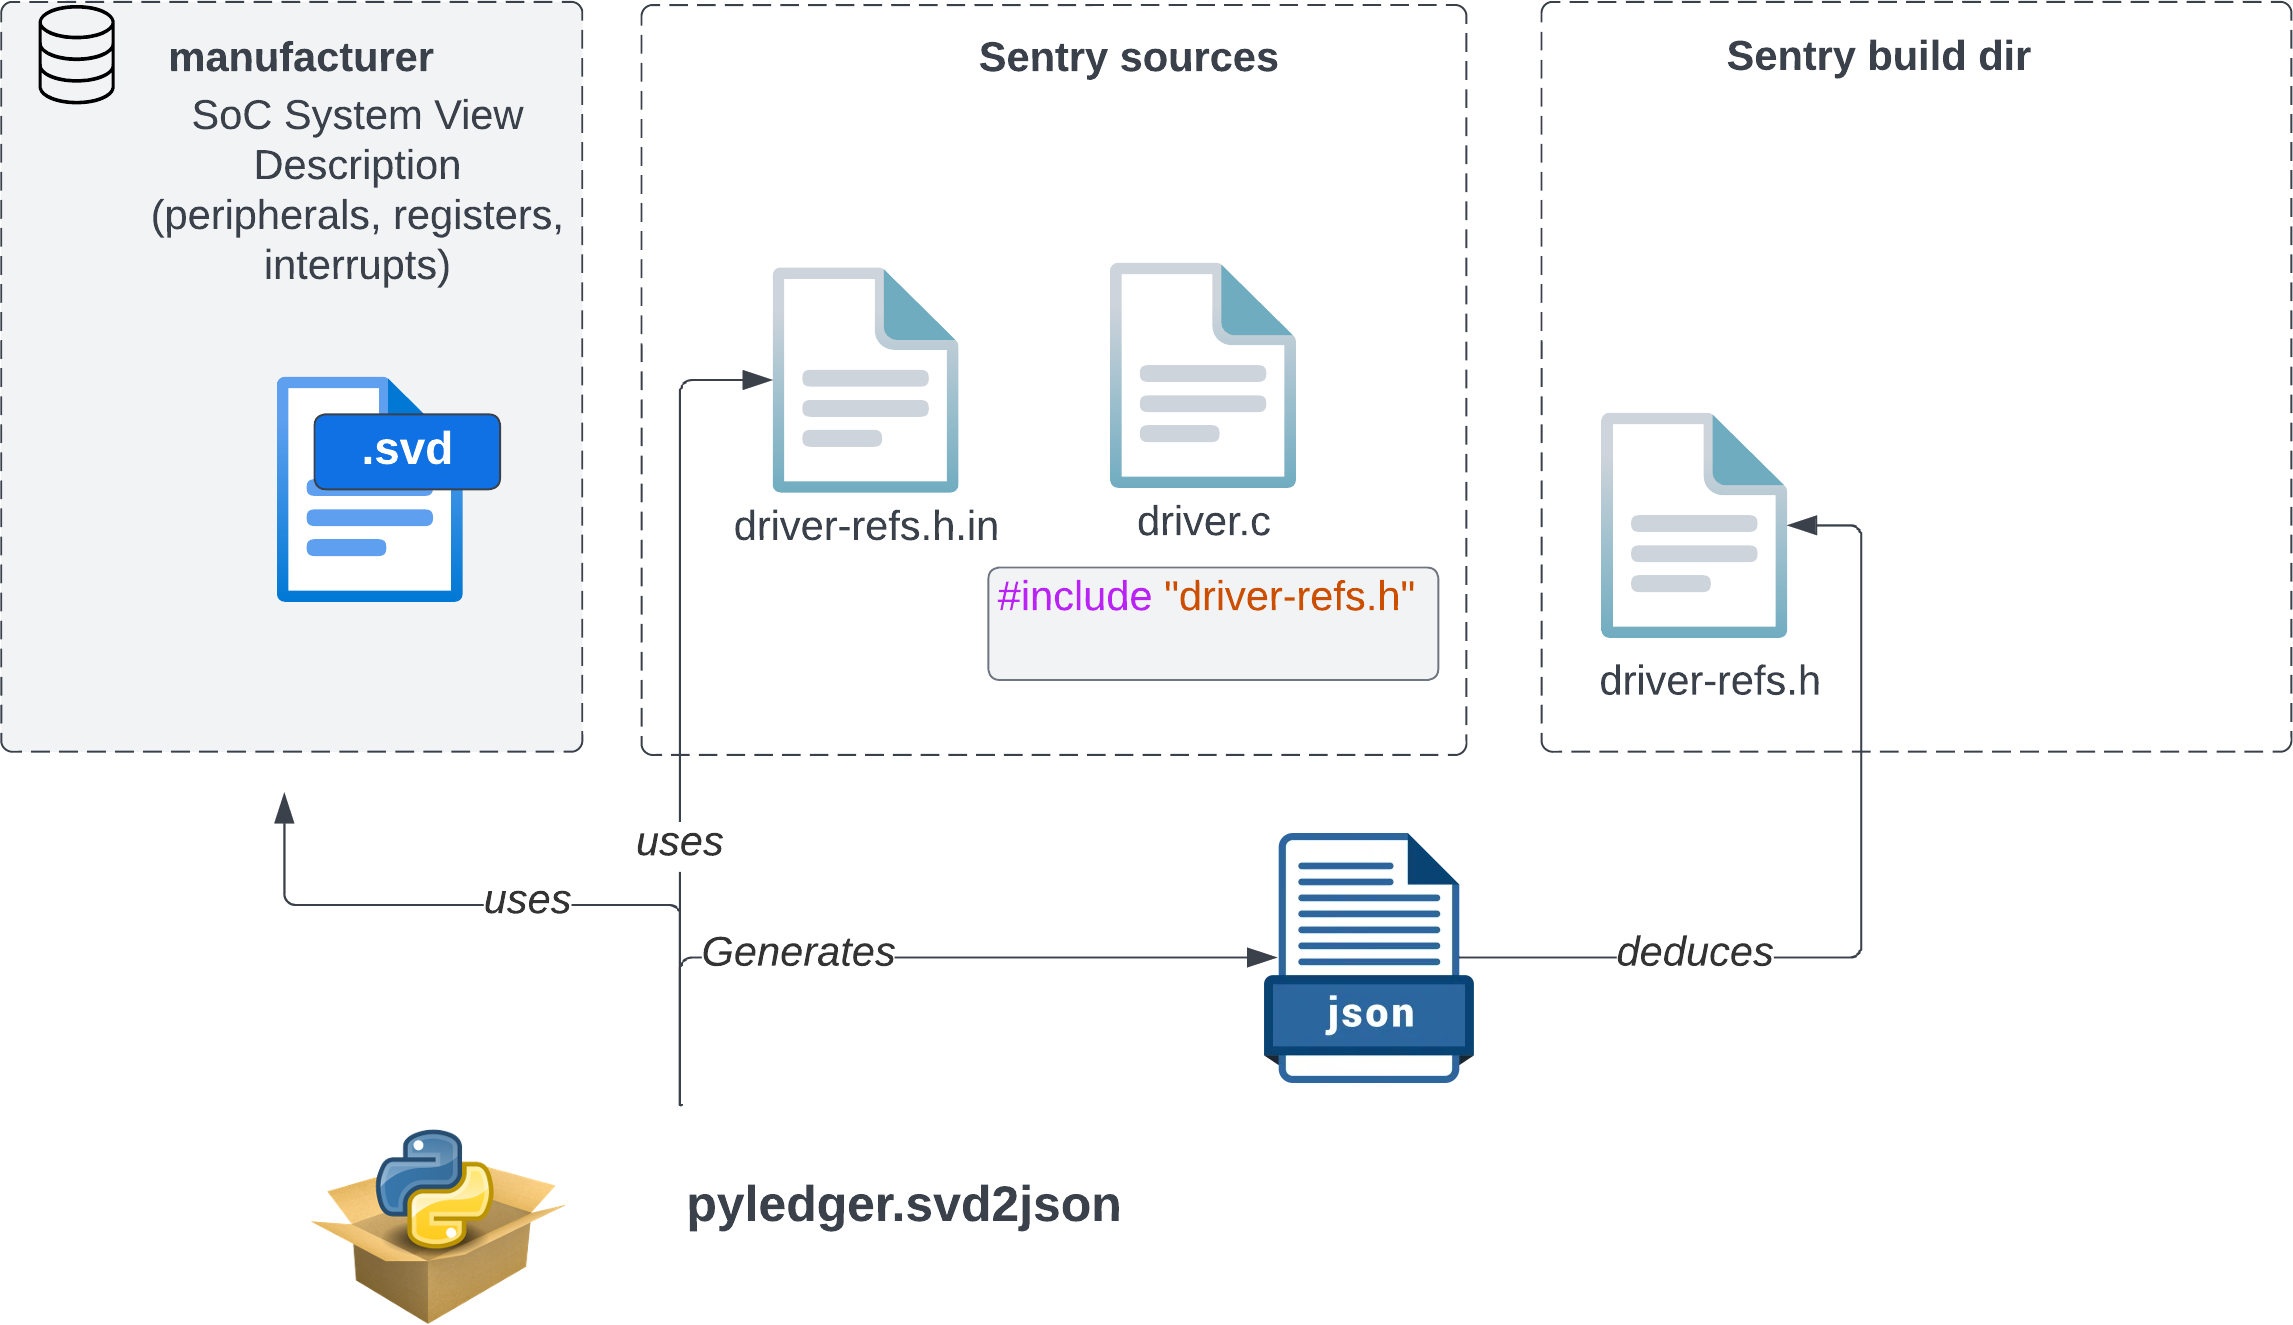 manufacturer
SoC System View
Description
(peripherals, registers,
interrupts)
.svd
Sentry sources
driver-refs.h.in
driver.c
#include "driver-refs.h"
Sentry build dir
driver-refs.h
uses
uses
Generates
json
deduces
pyledger.svd2json